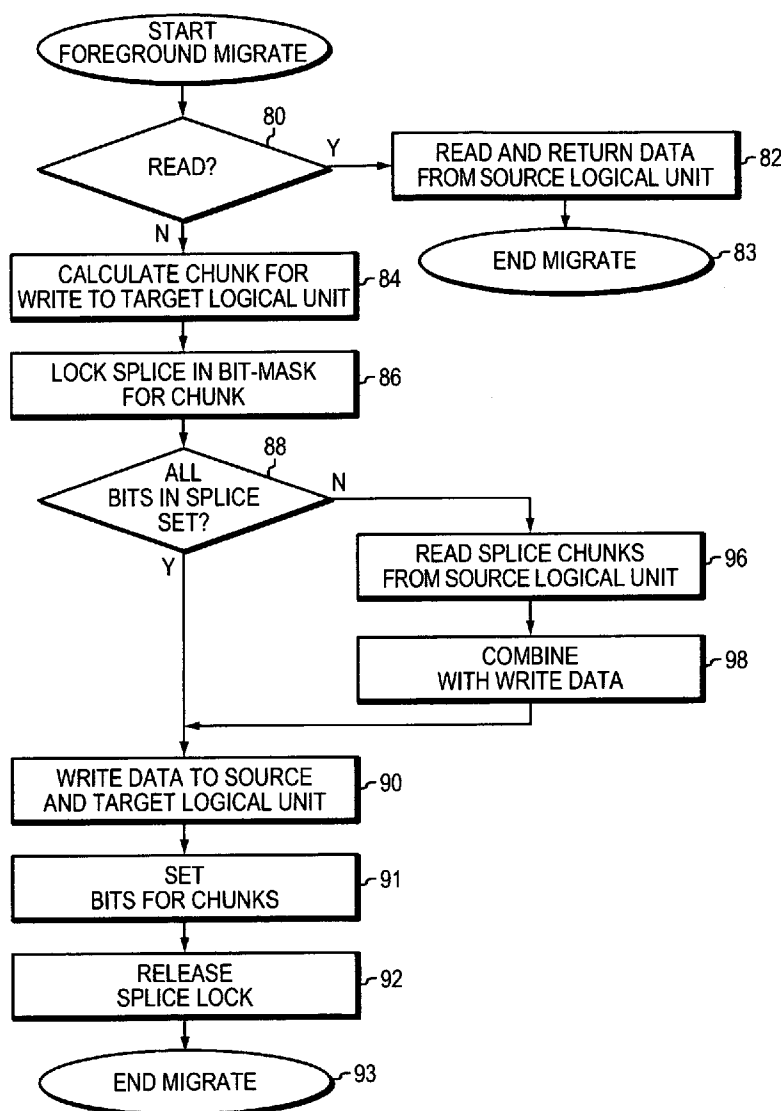 START
FOREGROUND MIGRATE
80
READ?
Y
READ AND RETURN DATA
FROM SOURCE LOGICAL UNIT
82
END MIGRATE
83
N
CALCULATE CHUNK FOR
WRITE TO TARGET LOGICAL UNIT
84
LOCK SPLICE IN BIT-MASK
FOR CHUNK
86
88
ALL
BITS IN SPLICE
SET?
N
Y
READ SPLICE CHUNKS
FROM SOURCE LOGICAL UNIT
96
COMBINE
WITH WRITE DATA
98
WRITE DATA TO SOURCE
AND TARGET LOGICAL UNIT
90
SET
BITS FOR CHUNKS
91
RELEASE
SPLICE LOCK
92
END MIGRATE
93